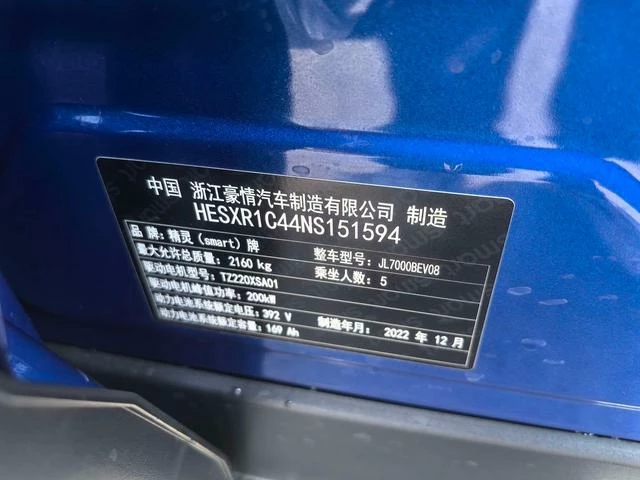 中国 浙江豪情汽车制造有限公司 制造
HESXR1C44NS151594
品 牌：精灵 (smart) 牌
整车型号：JL7000BEV08
最大允许总质量：2160 kg
乘坐人数：5
驱动电机型号：TZ220XSA01
驱动电机峰值功率：200kW
动力电池系统额定电压：392 V
动力电池系统额定容量：169 Ah
制造年月：2022 年 12 月